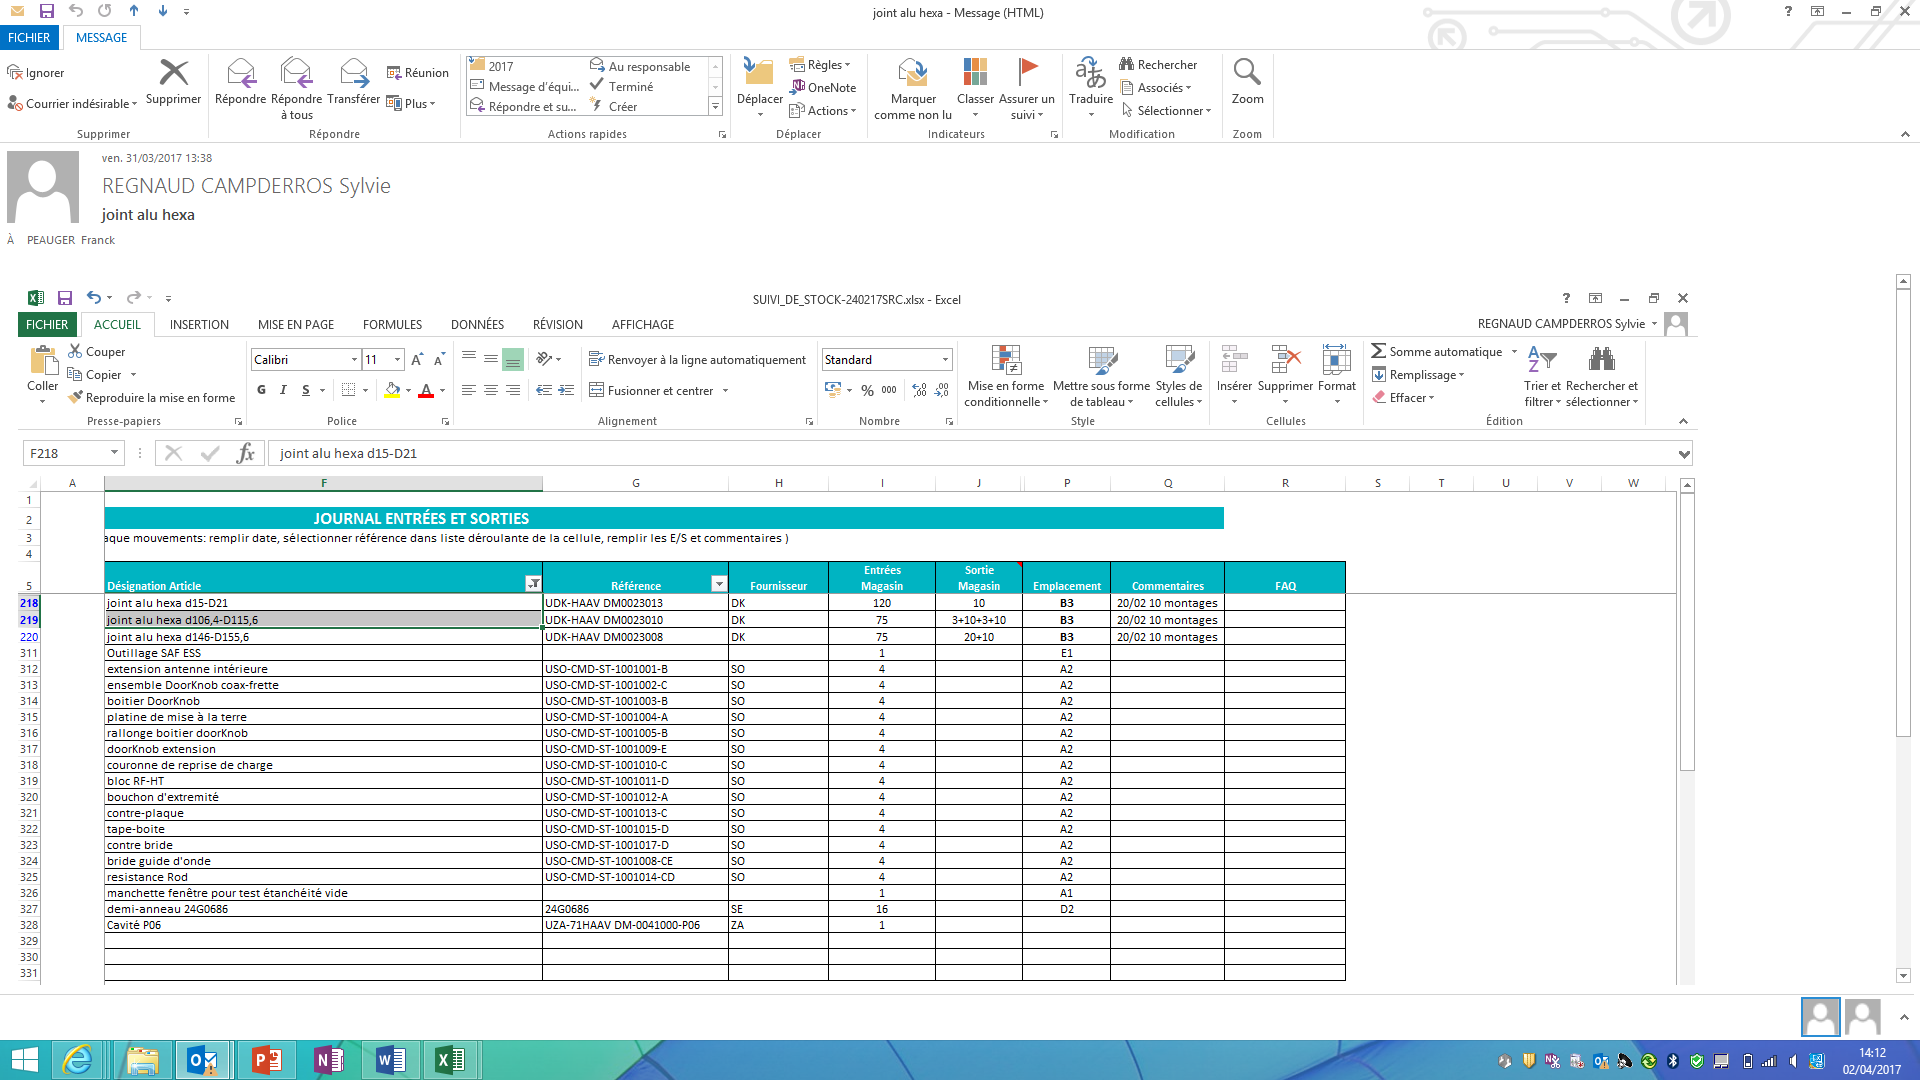 joint alu hexa - Message (HTML)
FICHIER MESSAGE
Ignorer
Courrier indésirable
Supprimer
Supprimer
Répondre
Répondre à tous
Transférer
Réunion
Plus
Répondre
2017
Message d'équi...
Répondre et su...
Au responsable
Terminé
Créer
Actions rapides
Déplacer
Règles
OneNote
Actions
Déplacer
Marquer comme non lu
Classer
Assurer un suivi
Indicateurs
Traduire
Rechercher
Associés
Sélectionner
Modification
Zoom
Zoom
ven. 31/03/2017 13:38
REGNAUD CAMPDERROS Sylvie
joint alu hexa
À PEAUGER Franck
SUIVI_DE_STOCK-240217SRC.xlsx - Excel
FICHIER ACCUEIL INSERTION MISE EN PAGE FORMULES DONNÉES RÉVISION AFFICHAGE
REGNAUD CAMPDERROS Sylvie
Coller
Couper
Copier
Reproduire la mise en forme
Presse-papiers
Calibri 11
G I S
Police
Renvoyer à la ligne automatiquement
Fusionner et centrer
Alignement
Standard
% 000
Nombre
Mise en forme conditionnelle
Mettre sous forme de tableau
Styles de cellules
Style
Insérer
Supprimer
Format
Cellules
Somme automatique
Remplissage
Effacer
Trier et filtrer
Rechercher et sélectionner
Édition
F218 fx joint alu hexa d15-D21
A F G H I J P Q R S T U V W
1
2 JOURNAL ENTRÉES ET SORTIES
3 aque mouvements: remplir date, sélectionner référence dans liste déroulante de la cellule, remplir les E/S et commentaires )
4
5 Désignation Article Référence Fournisseur Entrées Magasin Sortie Magasin Emplacement Commentaires FAQ
218 joint alu hexa d15-D21 UDK-HAAV DM0023013 DK 120 10 B3 20/02 10 montages
219 joint alu hexa d106,4-D115,6 UDK-HAAV DM0023010 DK 75 3+10+3+10 B3 20/02 10 montages
220 joint alu hexa d146-D155,6 UDK-HAAV DM0023008 DK 75 20+10 B3 20/02 10 montages
311 Outillage SAF ESS 1 E1
312 extension antenne intérieure USO-CMD-ST-1001001-B SO 4 A2
313 ensemble DoorKnob coax-frette USO-CMD-ST-1001002-C SO 4 A2
314 boitier DoorKnob USO-CMD-ST-1001003-B SO 4 A2
315 platine de mise à la terre USO-CMD-ST-1001004-A SO 4 A2
316 rallonge boitier doorKnob USO-CMD-ST-1001005-B SO 4 A2
317 doorKnob extension USO-CMD-ST-1001009-E SO 4 A2
318 couronne de reprise de charge USO-CMD-ST-1001010-C SO 4 A2
319 bloc RF-HT USO-CMD-ST-1001011-D SO 4 A2
320 bouchon d'extremité USO-CMD-ST-1001012-A SO 4 A2
321 contre-plaque USO-CMD-ST-1001013-C SO 4 A2
322 tape-boite USO-CMD-ST-1001015-D SO 4 A2
323 contre bride USO-CMD-ST-1001017-D SO 4 A2
324 bride guide d'onde USO-CMD-ST-1001008-CE SO 4 A2
325 resistance Rod USO-CMD-ST-1001014-CD SO 4 A2
326 manchette fenêtre pour test étanchéité vide 1 A1
327 demi-anneau 24G0686 24G0686 SE 16 D2
328 Cavité P06 UZA-71HAAV DM-0041000-P06 ZA 1
329
330
331
14:12
02/04/2017